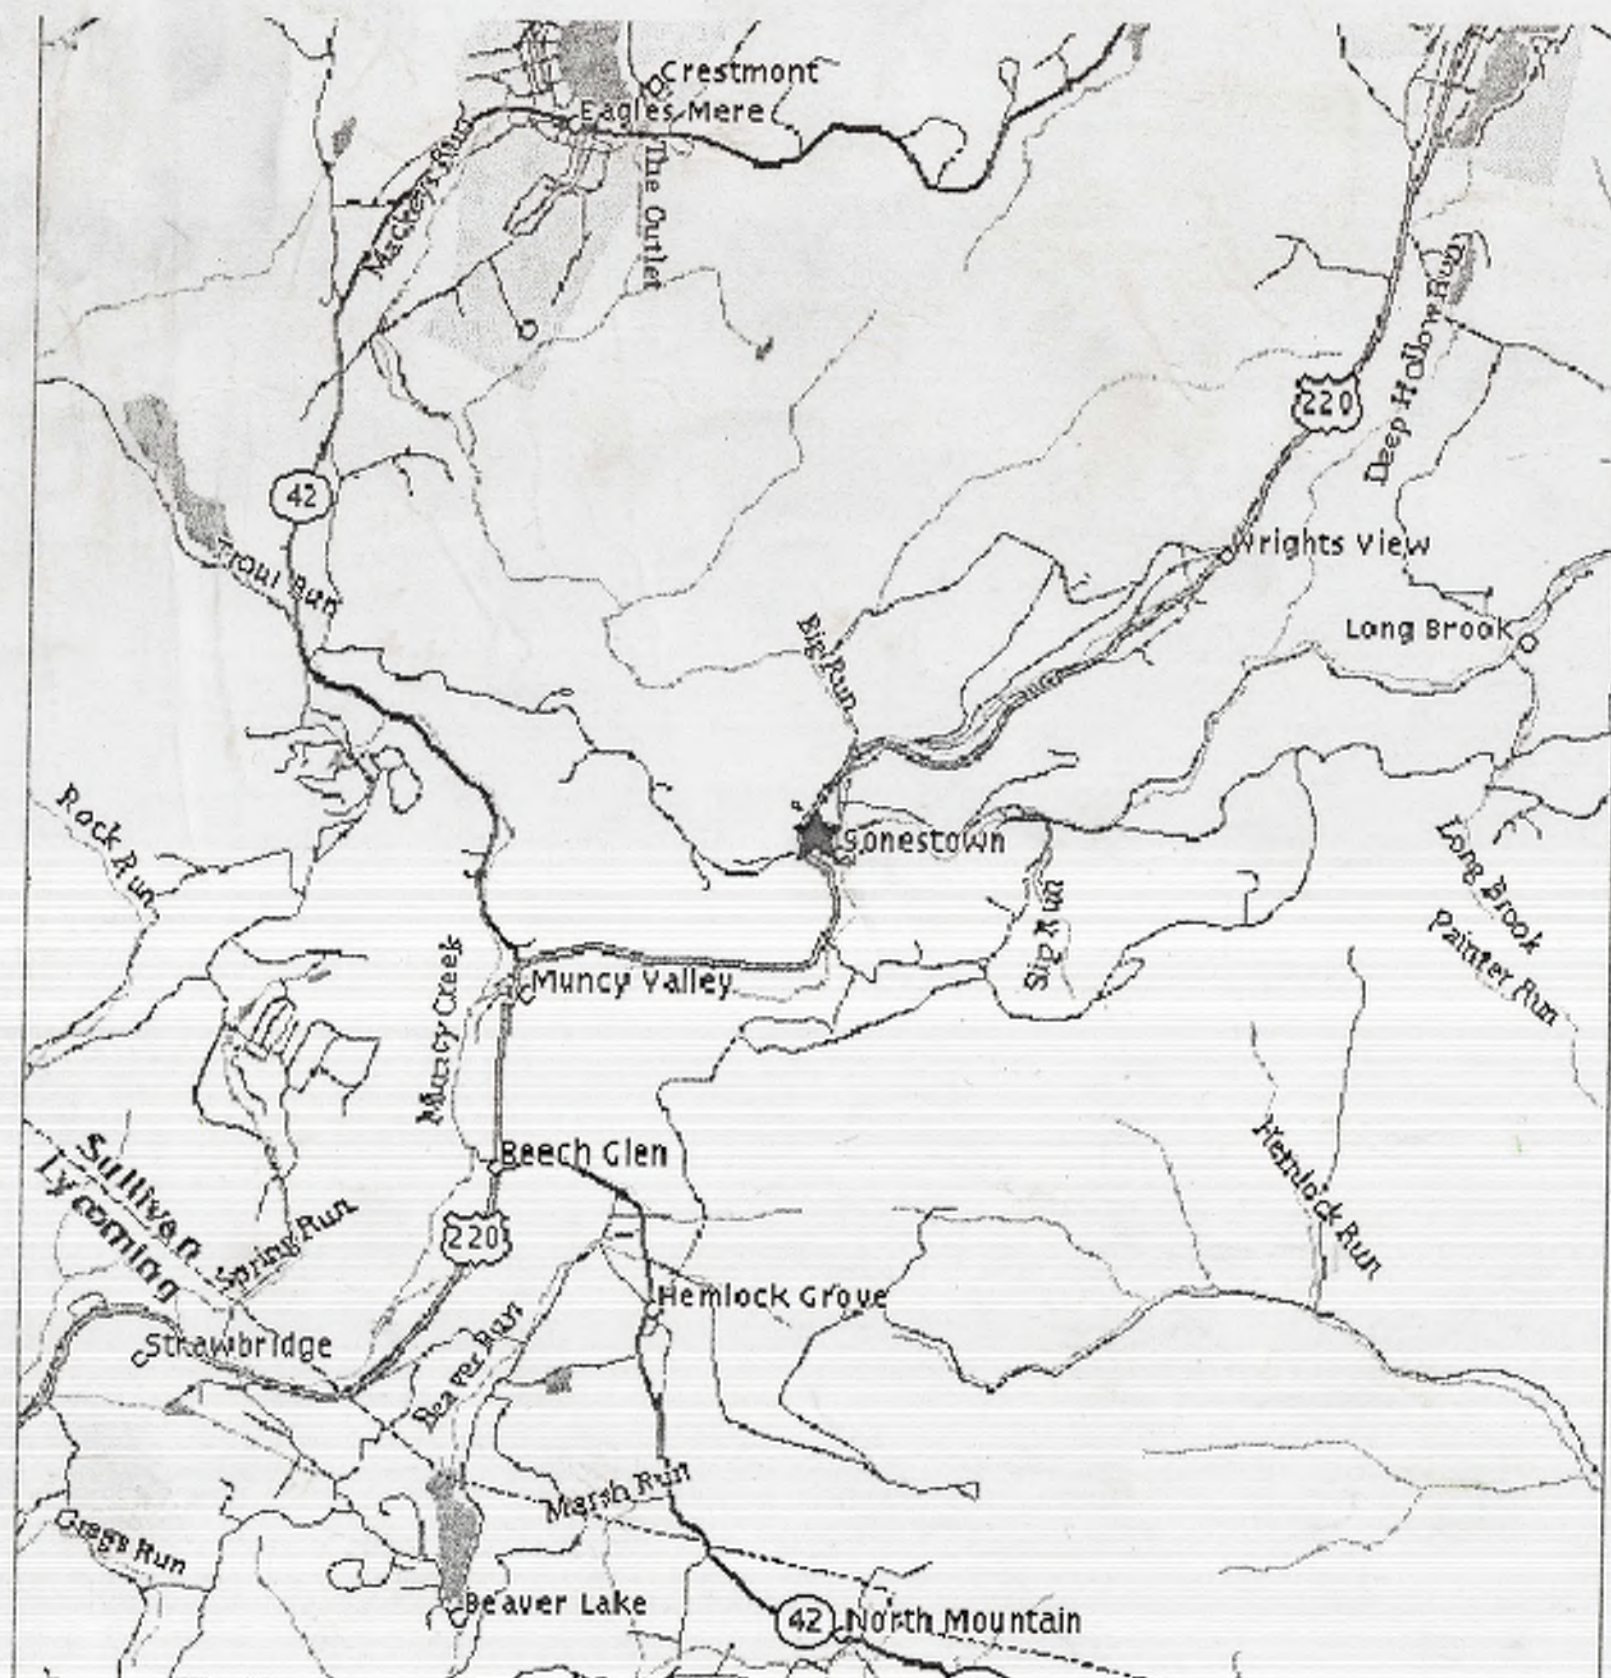 Crestmont
Eagles Mere
Mackeys Run
The Outlet
Deep Hollow Run
220
42
Wrights View
Trout Run
Big Run
Long Brook
Rock Run
Sonestown
Long Brook
Sip Run
Painter Run
Muncy Valley
Muncy Creek
Beech Glen
Hemlock Run
Sullivan
Lycoming
Spring Run
220
Hemlock Grove
Strawbridge
Beaver Run
Marsh Run
Gregs Run
Beaver Lake
42
North Mountain